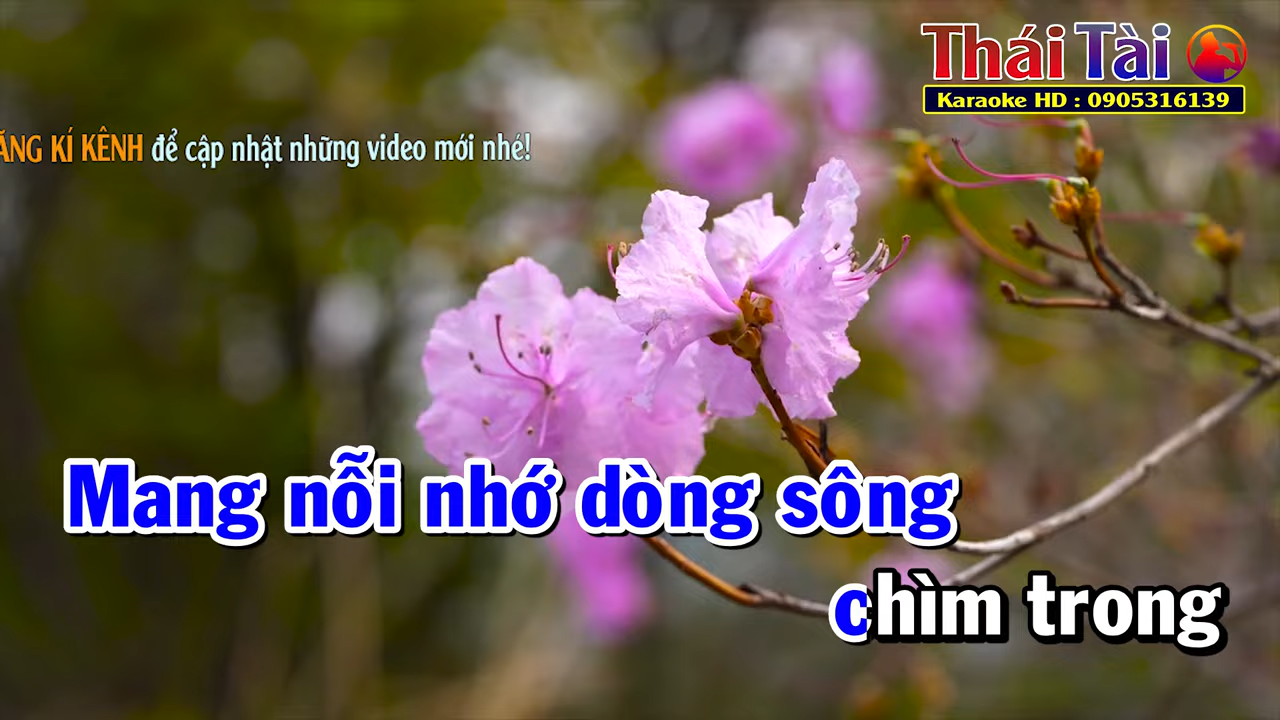 Thái Tài
Karaoke HD : 0905316139
ĂNG KÍ KÊNH để cập nhật những video mới nhé!
Mang nỗi nhớ dòng sông
chìm trong